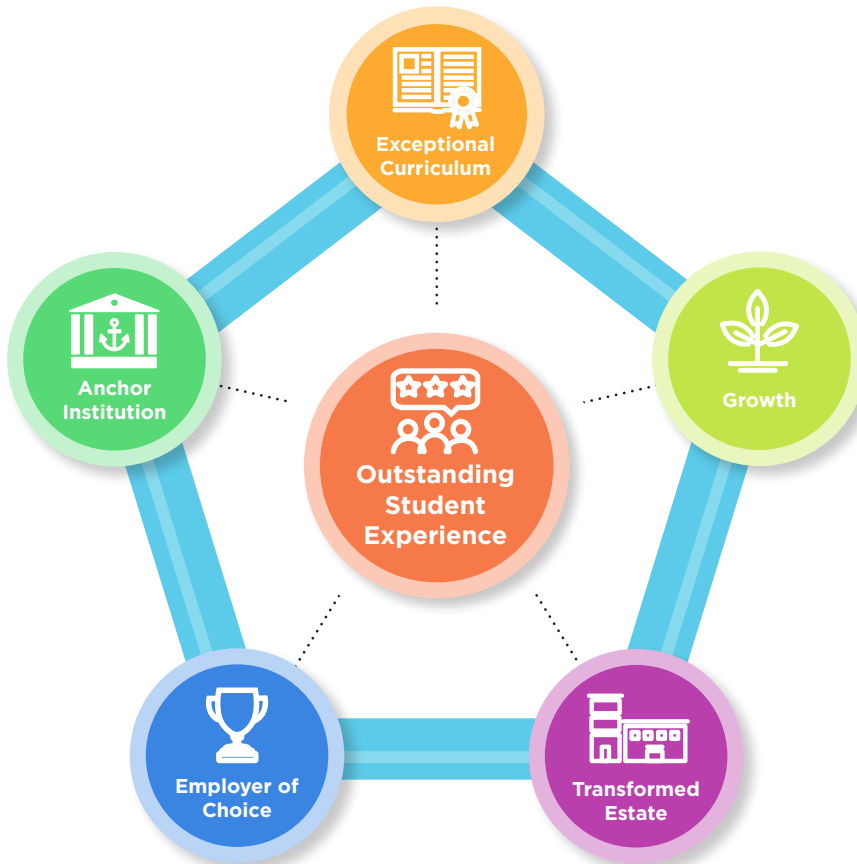 Exceptional
Curriculum
Anchor
Institution
Growth
Outstanding
Student
Experience
Employer of
Choice
Transformed
Estate